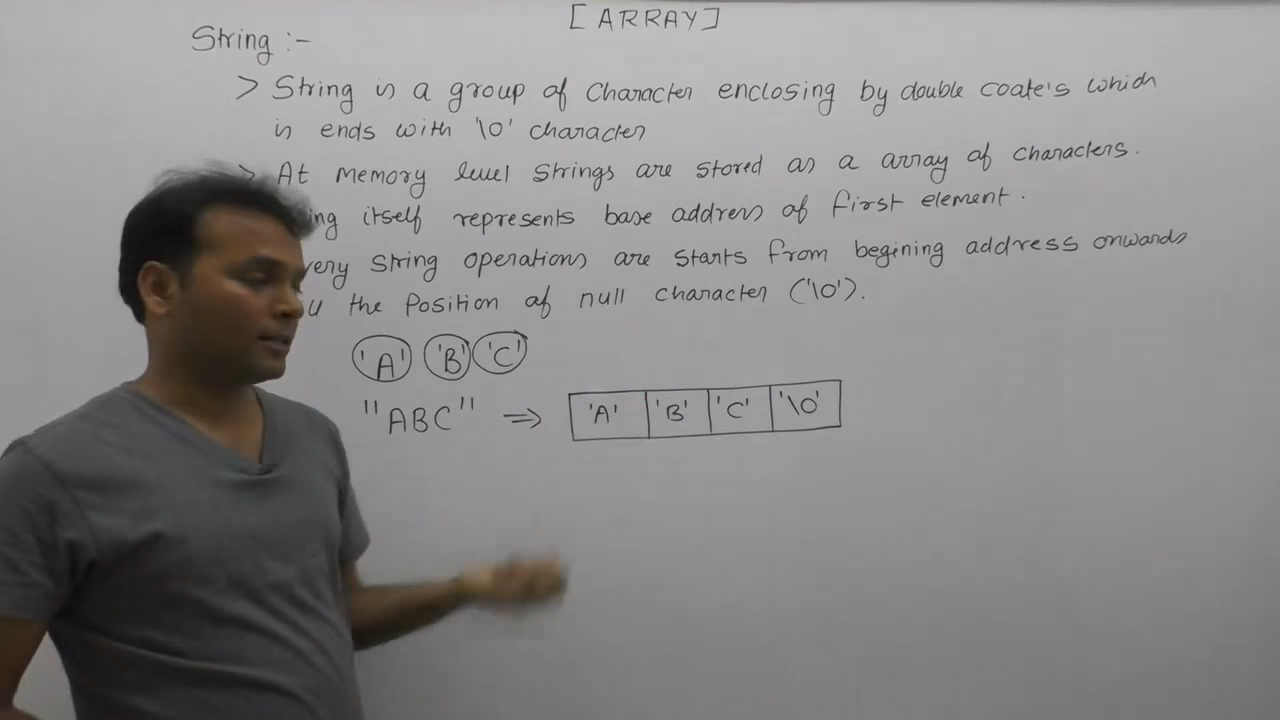 [ARRAY]
String :-
> String is a group of character enclosing by double coate's which
is ends with '\0' character
> At memory level strings are stored as a array of characters.
itself represents base address of first element.
string operations are starts from begining address onwards
the position of null character ('\0').
'A' 'B' 'C'
"ABC" ⇒ 'A' 'B' 'C' '\0'